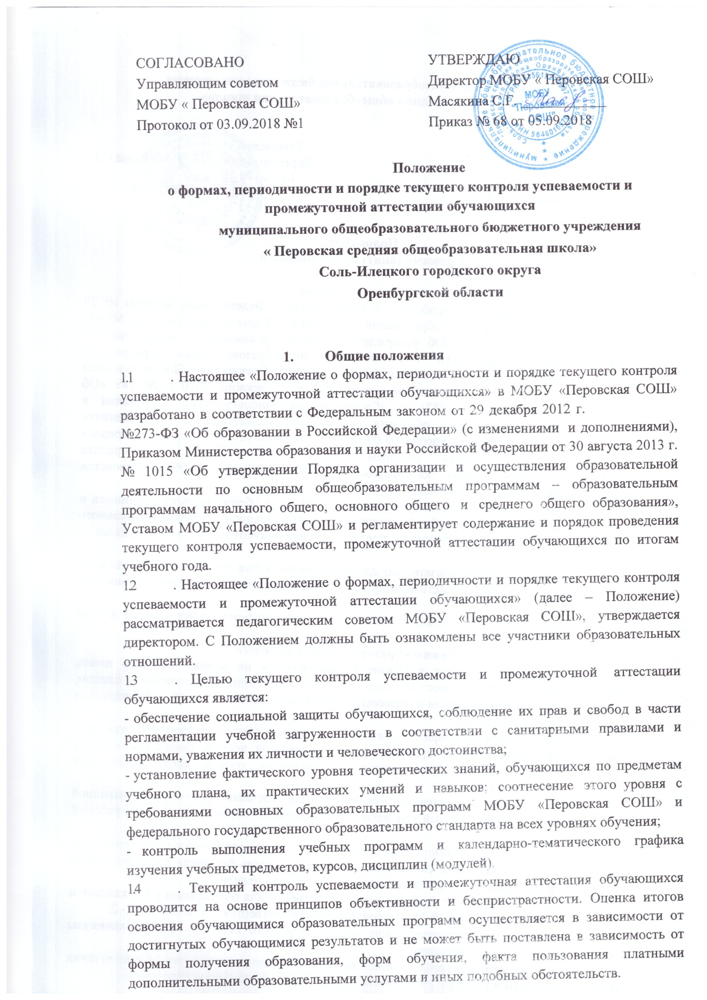 СОГЛАСОВАНО
Управляющим советом
МОБУ « Перовская СОШ»
Протокол от 03.09.2018 №1
УТВЕРЖДАЮ
Директор МОБУ « Перовская СОШ»
Масякина С.Г.
Приказ № 68 от 05.09.2018
МОБУ
"Перовская
СОШ"
Положение
о формах, периодичности и порядке текущего контроля успеваемости и
промежуточной аттестации обучающихся
муниципального общеобразовательного бюджетного учреждения
« Перовская средняя общеобразовательная школа»
Соль-Илецкого городского округа
Оренбургской области
1. Общие положения
1.1 . Настоящее «Положение о формах, периодичности и порядке текущего контроля
успеваемости и промежуточной аттестации обучающихся» в МОБУ «Перовская СОШ»
разработано в соответствии с Федеральным законом от 29 декабря 2012 г.
№273-ФЗ «Об образовании в Российской Федерации» (с изменениями и дополнениями),
Приказом Министерства образования и науки Российской Федерации от 30 августа 2013 г.
№ 1015 «Об утверждении Порядка организации и осуществления образовательной
деятельности по основным общеобразовательным программам – образовательным
программам начального общего, основного общего и среднего общего образования»,
Уставом МОБУ «Перовская СОШ» и регламентирует содержание и порядок проведения
текущего контроля успеваемости, промежуточной аттестации обучающихся по итогам
учебного года.
12 . Настоящее «Положение о формах, периодичности и порядке текущего контроля
успеваемости и промежуточной аттестации обучающихся» (далее – Положение)
рассматривается педагогическим советом МОБУ «Перовская СОШ», утверждается
директором. С Положением должны быть ознакомлены все участники образовательных
отношений.
13 . Целью текущего контроля успеваемости и промежуточной аттестации
обучающихся является:
- обеспечение социальной защиты обучающихся, соблюдение их прав и свобод в части
регламентации учебной загруженности в соответствии с санитарными правилами и
нормами, уважения их личности и человеческого достоинства;
- установление фактического уровня теоретических знаний, обучающихся по предметам
учебного плана, их практических умений и навыков; соотнесение этого уровня с
требованиями основных образовательных программ МОБУ «Перовская СОШ» и
федерального государственного образовательного стандарта на всех уровнях обучения;
- контроль выполнения учебных программ и календарно-тематического графика
изучения учебных предметов, курсов, дисциплин (модулей).
1.4 . Текущий контроль успеваемости и промежуточная аттестация обучающихся
проводится на основе принципов объективности и беспристрастности. Оценка итогов
освоения обучающимися образовательных программ осуществляется в зависимости от
достигнутых обучающимися результатов и не может быть поставлена в зависимость от
формы получения образования, форм обучения, факта пользования платными
дополнительными образовательными услугами и иных подобных обстоятельств.